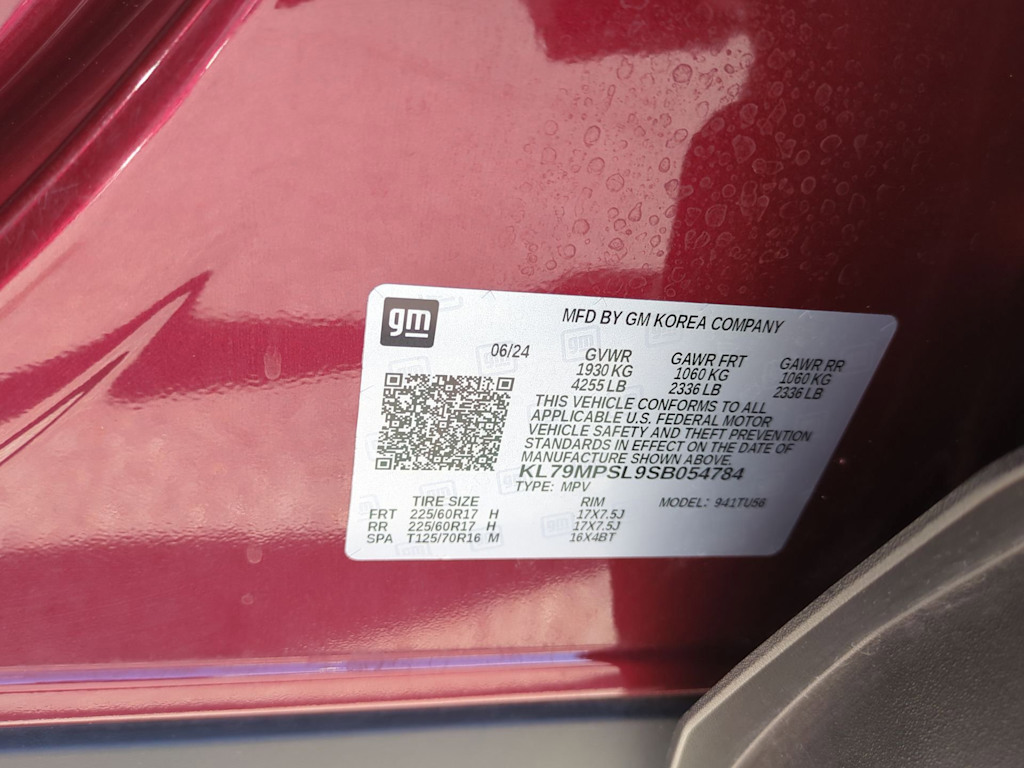 gm
MFD BY GM KOREA COMPANY
06/24 GVWR GAWR FRT GAWR RR
1930 KG 1060 KG 1060 KG
4255 LB 2336 LB 2336 LB
THIS VEHICLE CONFORMS TO ALL
APPLICABLE U.S. FEDERAL MOTOR
VEHICLE SAFETY AND THEFT PREVENTION
STANDARDS IN EFFECT ON THE DATE OF
MANUFACTURE SHOWN ABOVE.
KL79MPSL9SB054784
TYPE: MPV
TIRE SIZE RIM MODEL: 941TU56
FRT 225/60R17 H 17X7.5J
RR 225/60R17 H 17X7.5J
SPA T125/70R16 M 16X4BT